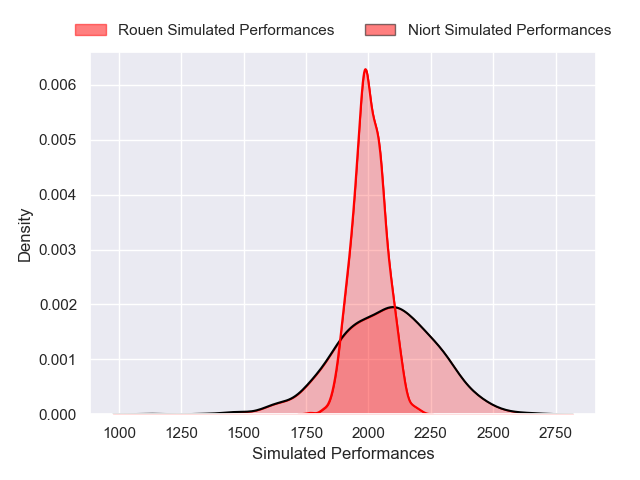 Rouen Simulated Performances Niort Simulated Performances
0.006
0.005
0.004
0.003
0.002
0.001
0.000
Density
1000 1250 1500 1750 2000 2250 2500 2750
Simulated Performances